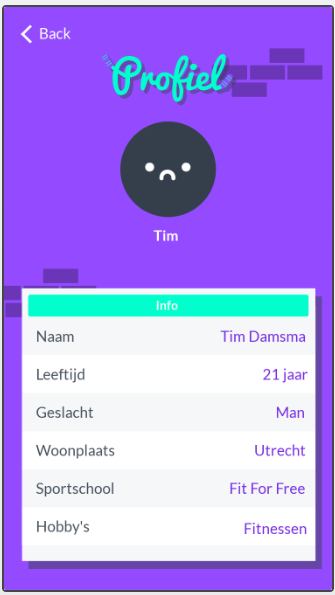 Back
Profiel
Tim
Info
Naam Tim Damsma
Leeftijd 21 jaar
Geslacht Man
Woonplaats Utrecht
Sportschool Fit For Free
Hobby's Fitnessen